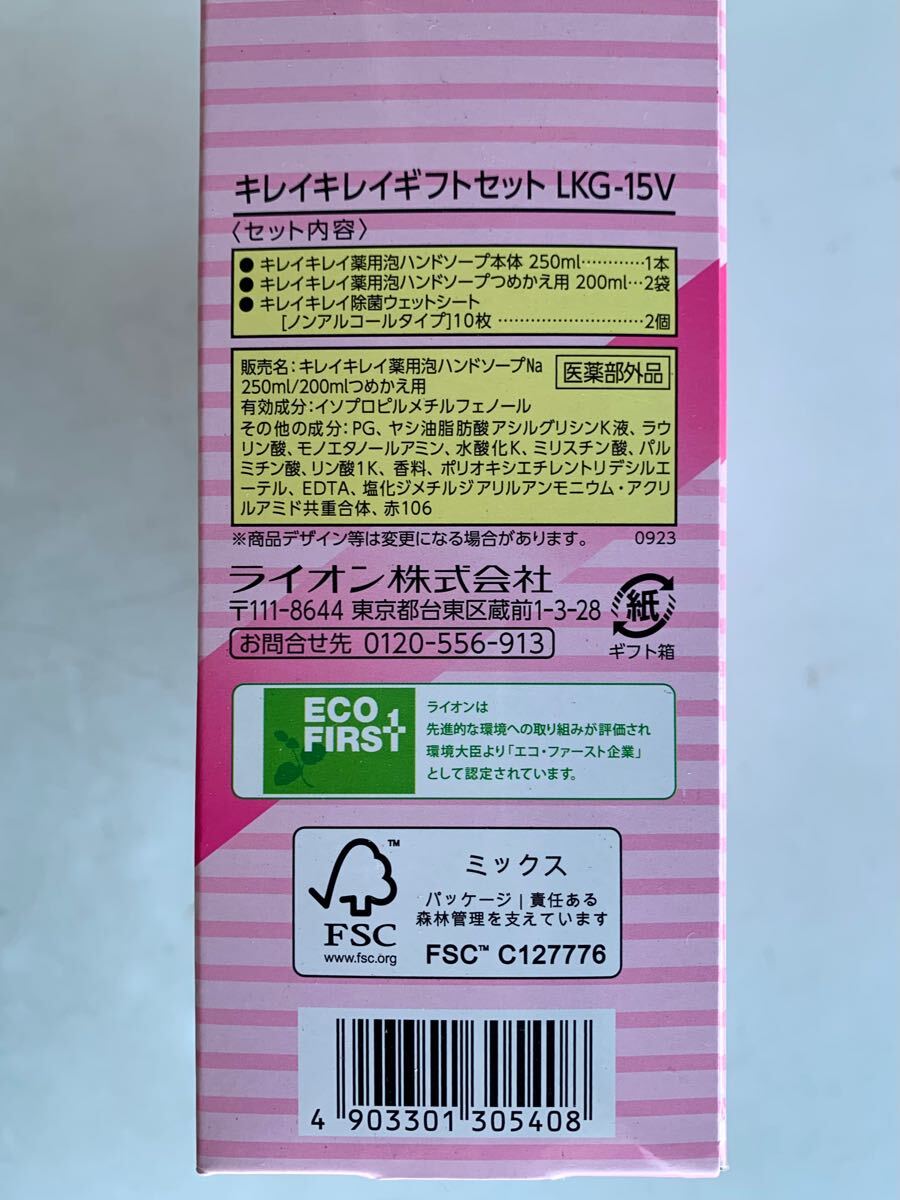 キレイキレイギフトセット LKG-15V
〈セット内容〉
● キレイキレイ薬用泡ハンドソープ本体 250ml…………1本
● キレイキレイ薬用泡ハンドソープつめかえ用 200ml…2袋
● キレイキレイ除菌ウェットシート
[ノンアルコールタイプ]10枚 ………………………2個
販売名：キレイキレイ薬用泡ハンドソープNa
250ml/200mlつめかえ用
医薬部外品
有効成分：イソプロピルメチルフェノール
その他の成分：PG、ヤシ油脂肪酸アシルグリシンK液、ラウ
リン酸、モノエタノールアミン、水酸化K、ミリスチン酸、パル
ミチン酸、リン酸1K、香料、ポリオキシエチレントリデシルエ
ーテル、EDTA、塩化ジメチルジアリルアンモニウム・アクリ
ルアミド共重合体、赤106
※商品デザイン等は変更になる場合があります。 0923
ライオン株式会社
〒111-8644 東京都台東区蔵前1-3-28
お問合せ先 0120-556-913
紙
ギフト箱
ECO
FIRST
ライオンは
先進的な環境への取り組みが評価され
環境大臣より「エコ・ファースト企業」
として認定されています。
™
FSC
www.fsc.org
ミックス
パッケージ | 責任ある
森林管理を支えています
FSC™ C127776
4 903301 305408